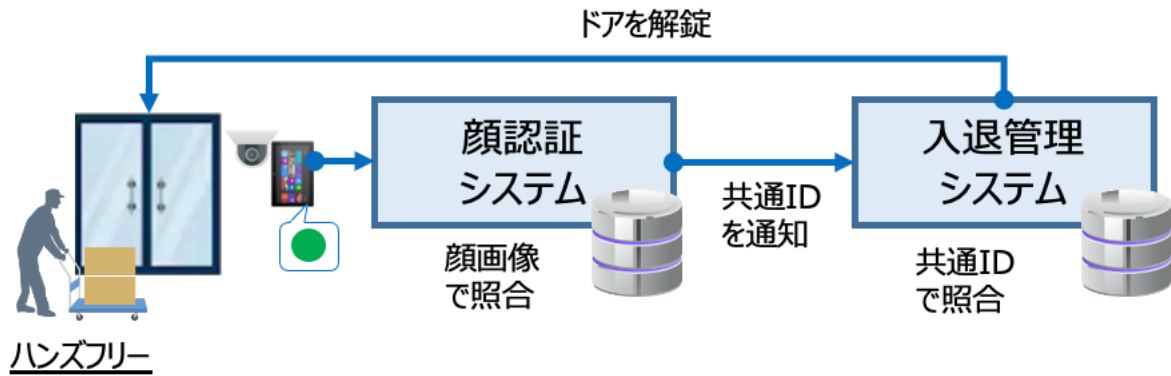 ドアを解錠
顔認証
システム
顔画像
で照合
共通ID
を通知
入退管理
システム
共通ID
で照合
ハンズフリー